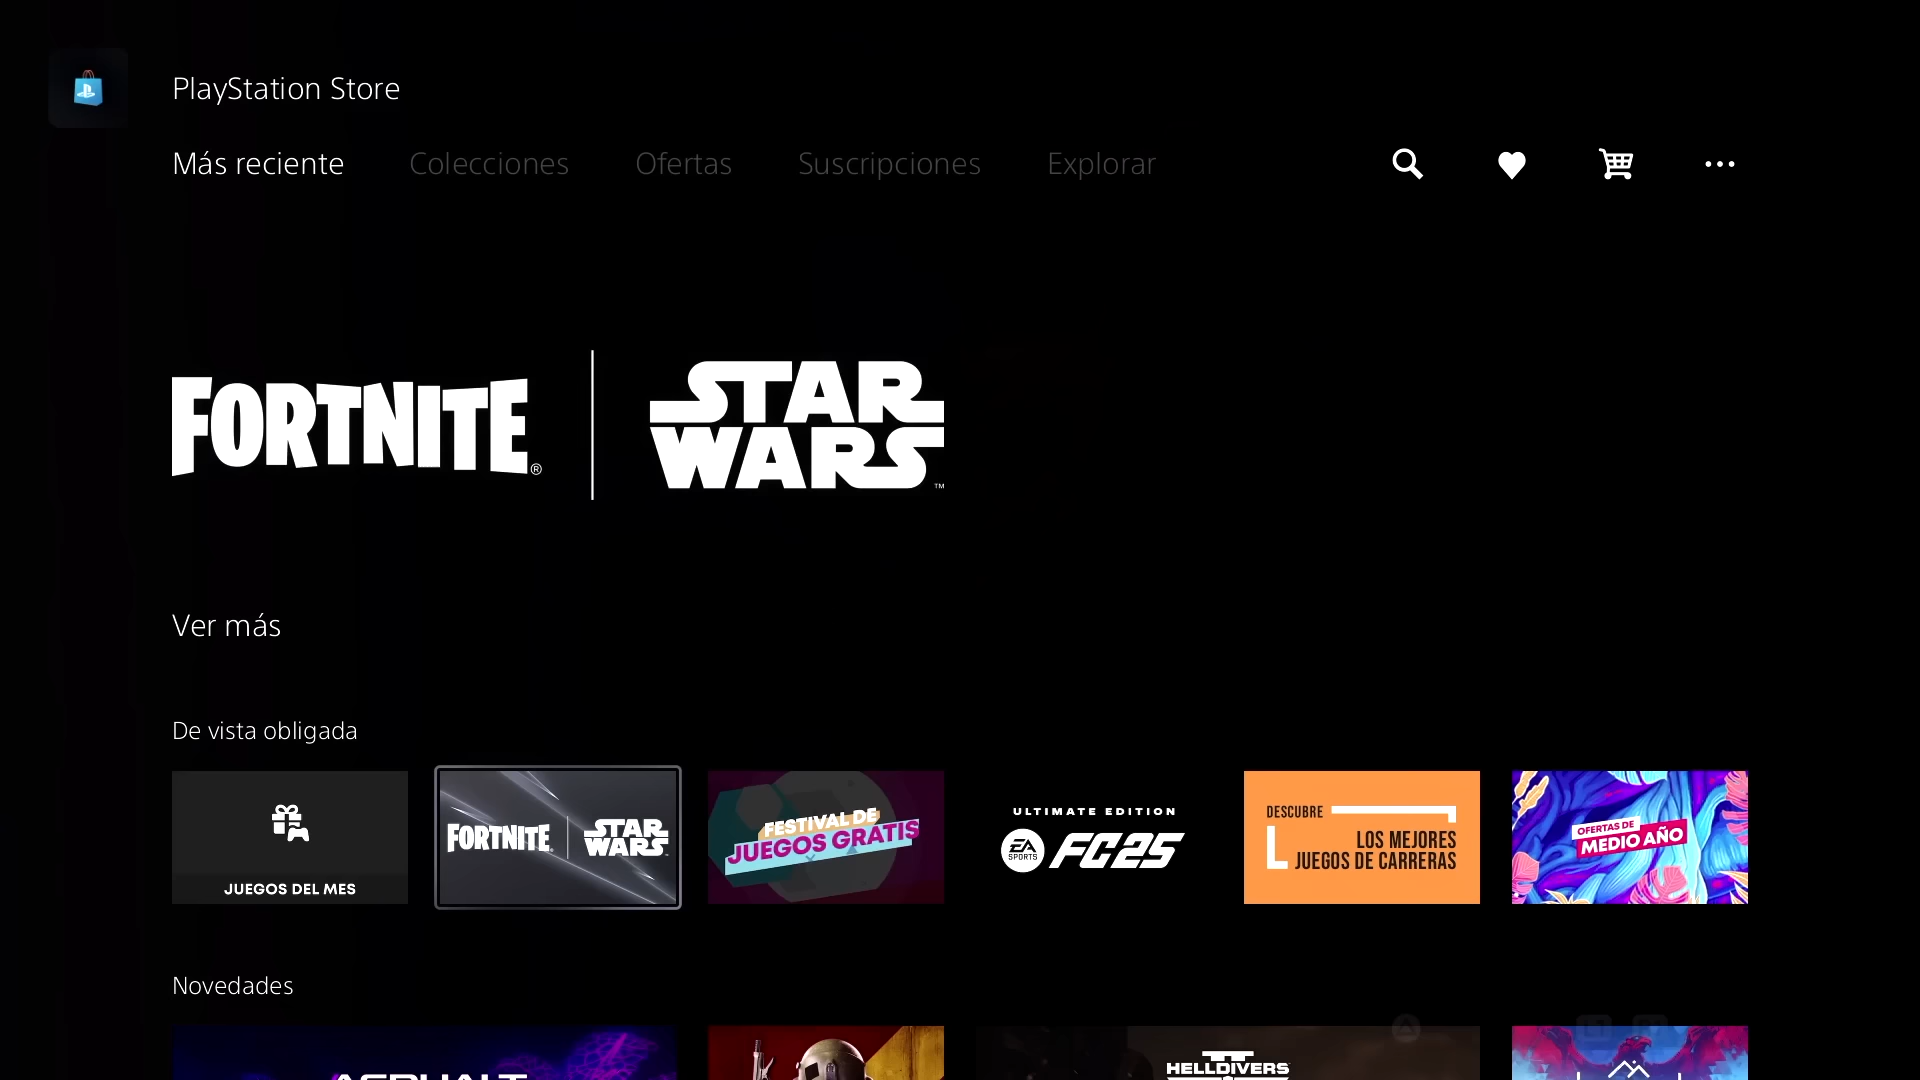 PlayStation Store
Más reciente
Colecciones
Ofertas
Suscripciones
Explorar
FORTNITE®
STAR
WARS™
Ver más
De vista obligada
JUEGOS DEL MES
FORTNITE
STAR
WARS
FESTIVAL DE
JUEGOS GRATIS
ULTIMATE EDITION
EA
SPORTS
FC25
DESCUBRE
LOS MEJORES
JUEGOS DE CARRERAS
OFERTAS DE
MEDIO AÑO
Novedades
ASPHALT
HELLDIVERS